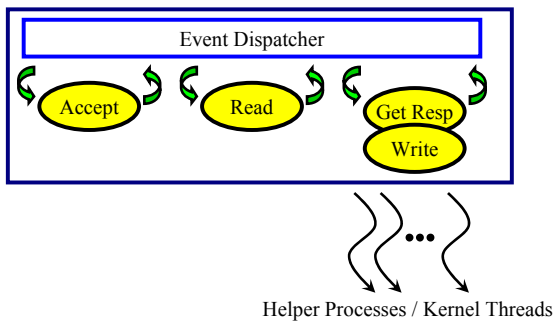 Event Dispatcher
Accept
Read
Get Resp
Write
Helper Processes / Kernel Threads